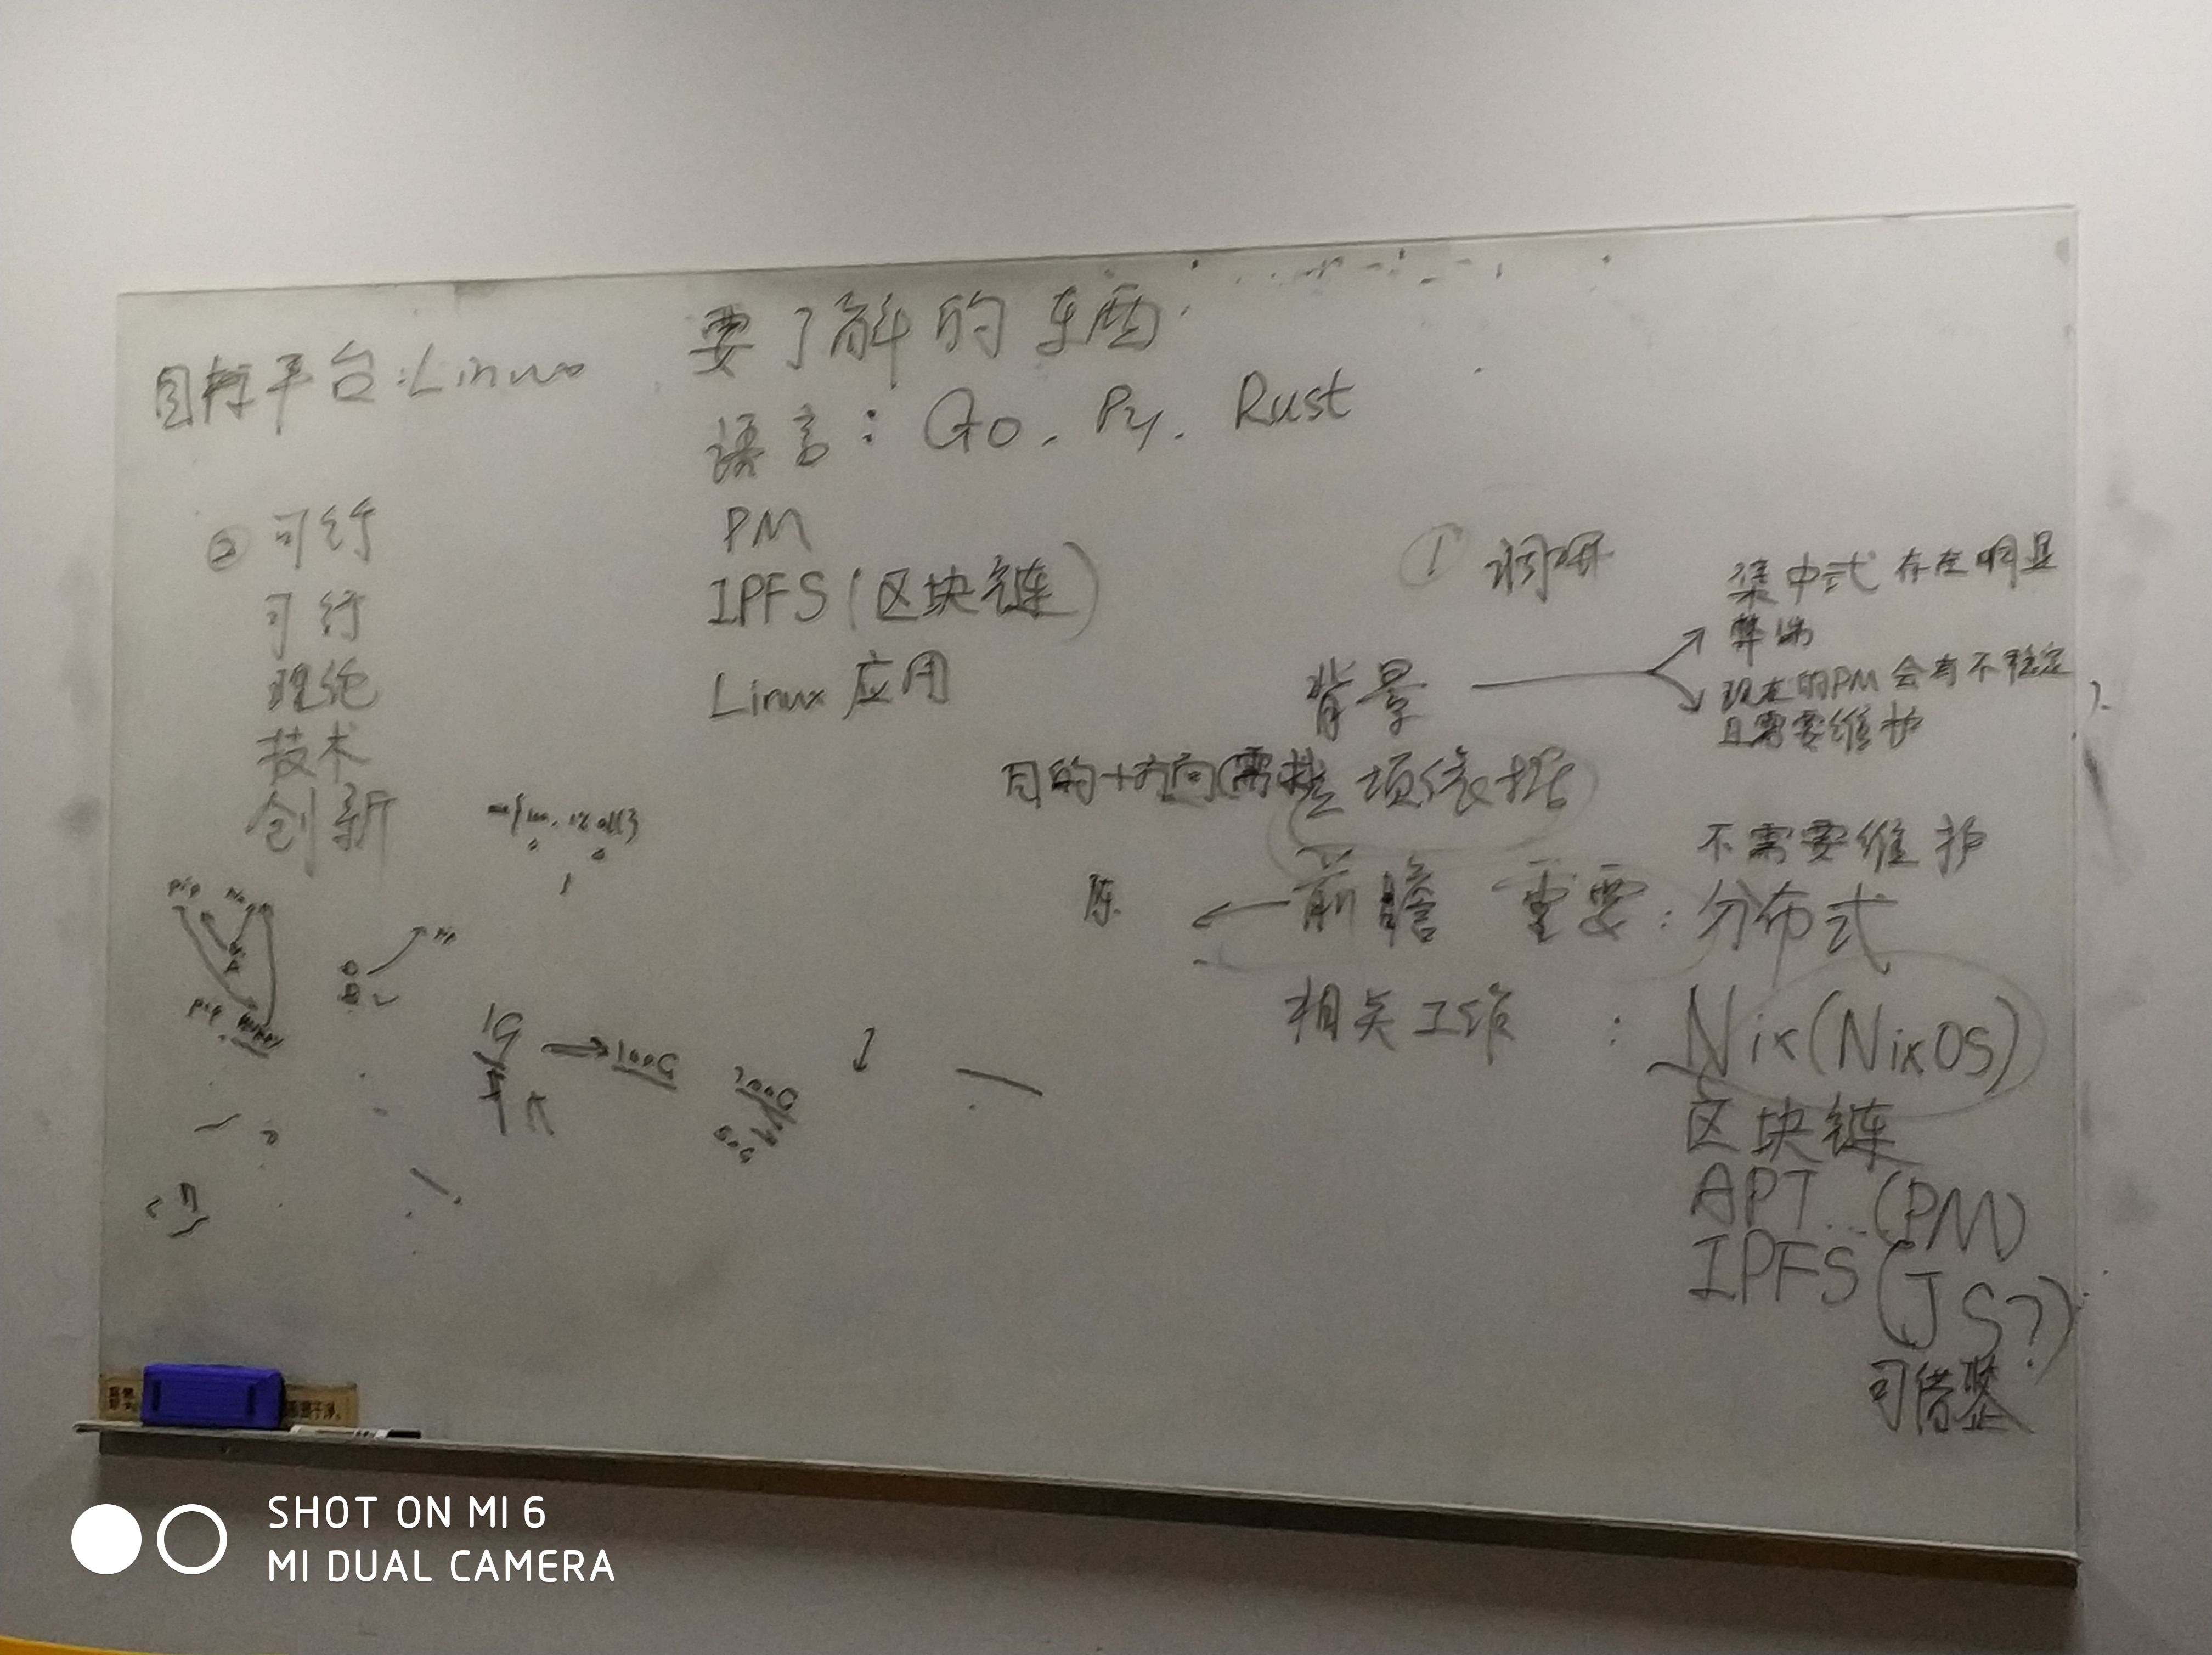 目标平台:Linux
要了解的东西
语言: Go、Py、Rust
PM
IPFS(区块链)
Linux 应用
② 可行
可行
理论
技术
创新
1G
100G
① 调研
背景
集中式 存在明显
弊端
现在的PM会有不稳定
且需要维护
目的+方向(需
立项依据
不需要维护
陈
前瞻 重要: 分布式
相关工作 : Nix(NixOS)
区块链
APT...(PM)
IPFS(JS?)
可借鉴
SHOT ON MI 6
MI DUAL CAMERA